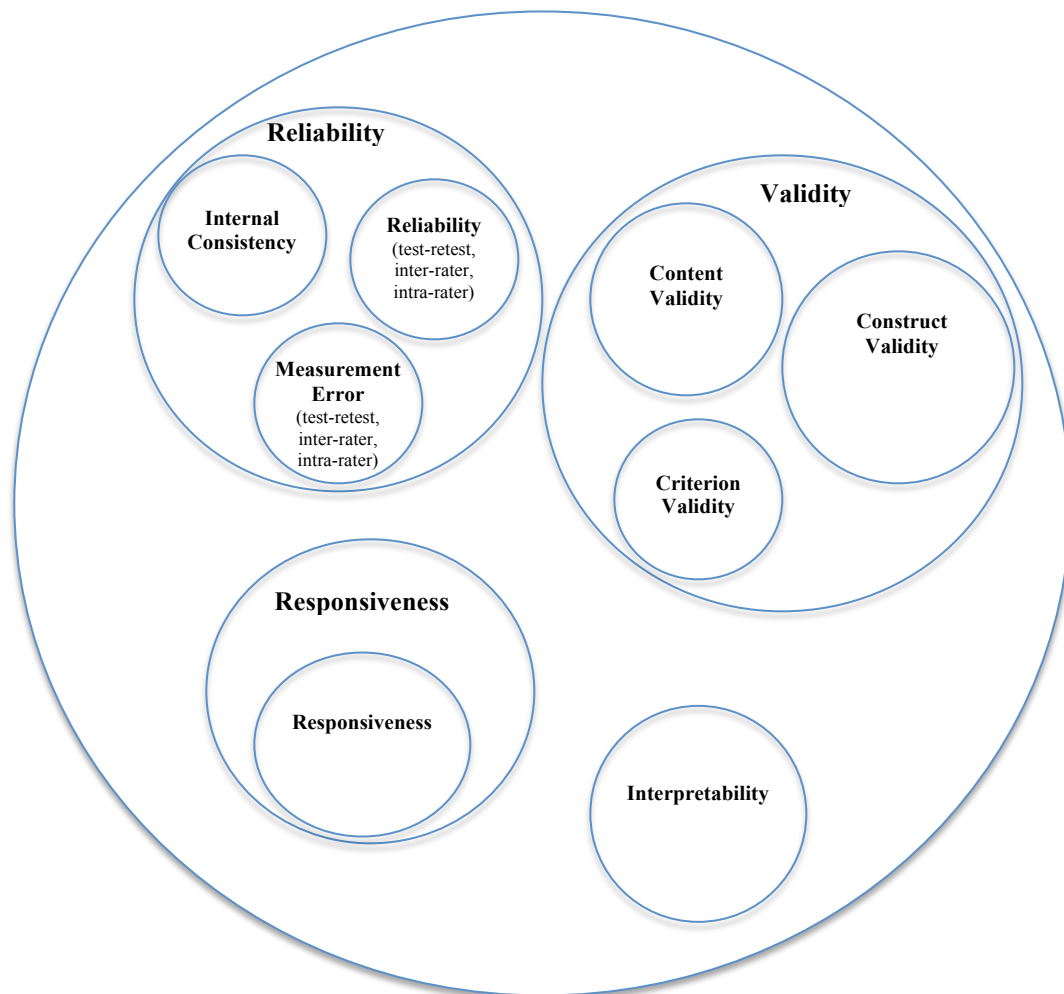 Reliability
Internal
Consistency
Reliability
(test-retest,
inter-rater,
intra-rater)
Measurement
Error
(test-retest,
inter-rater,
intra-rater)
Validity
Content
Validity
Construct
Validity
Criterion
Validity
Responsiveness
Responsiveness
Interpretability